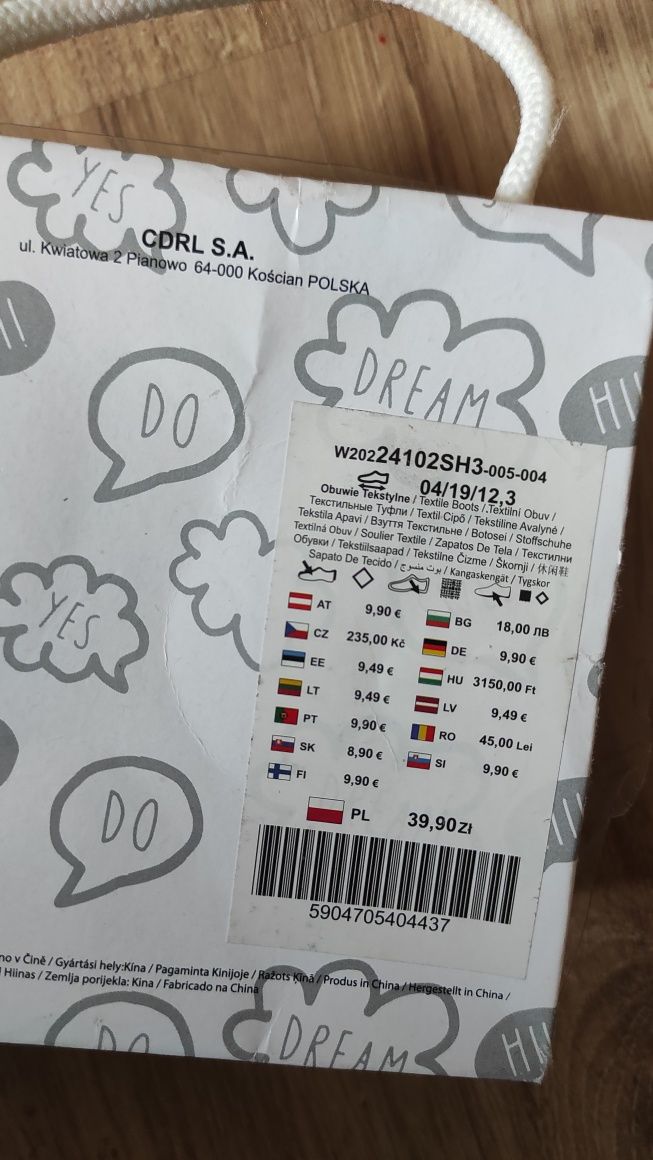 YES
CDRL S.A.
ul. Kwiatowa 2 Pianowo 64-000 Kościan POLSKA
DREAM
DO
W20224102SH3-005-004
04/19/12,3
Obuwie Tekstylne / Textile Boots / .Textilní Obuv /
Текстильные Туфли / Textil Cipő / Tekstiline Avalyné /
Tekstila Apavi / Взуття Текстильне / Botosei / Stoffschuhe
Textilná Obuv / Soulier Textile / Zapatos De Tela / Текстилни
Обувки / Tekstiilsaapad / Tekstilne Čizme / Škornji / 休闲鞋
Sapato De Tecido / بوت منسوج / Kangaskengät / Tygskor
YES
AT 9,90 € BG 18,00 ЛВ
CZ 235,00 Kč DE 9,90 €
EE 9,49 € HU 3150,00 Ft
LT 9,49 € LV 9,49 €
PT 9,90 € RO 45,00 Lei
SK 8,90 € SI 9,90 €
FI 9,90 €
PL 39,90Zł
DO
5904705404437
no v Čině / Gyártási hely:Kína / Pagaminta Kinijoje / Ražots Ķīnā / Produs in China / Hergestellt in China /
Hiinas / Zemlja porijekla: Kina / Fabricado na China
DREAM